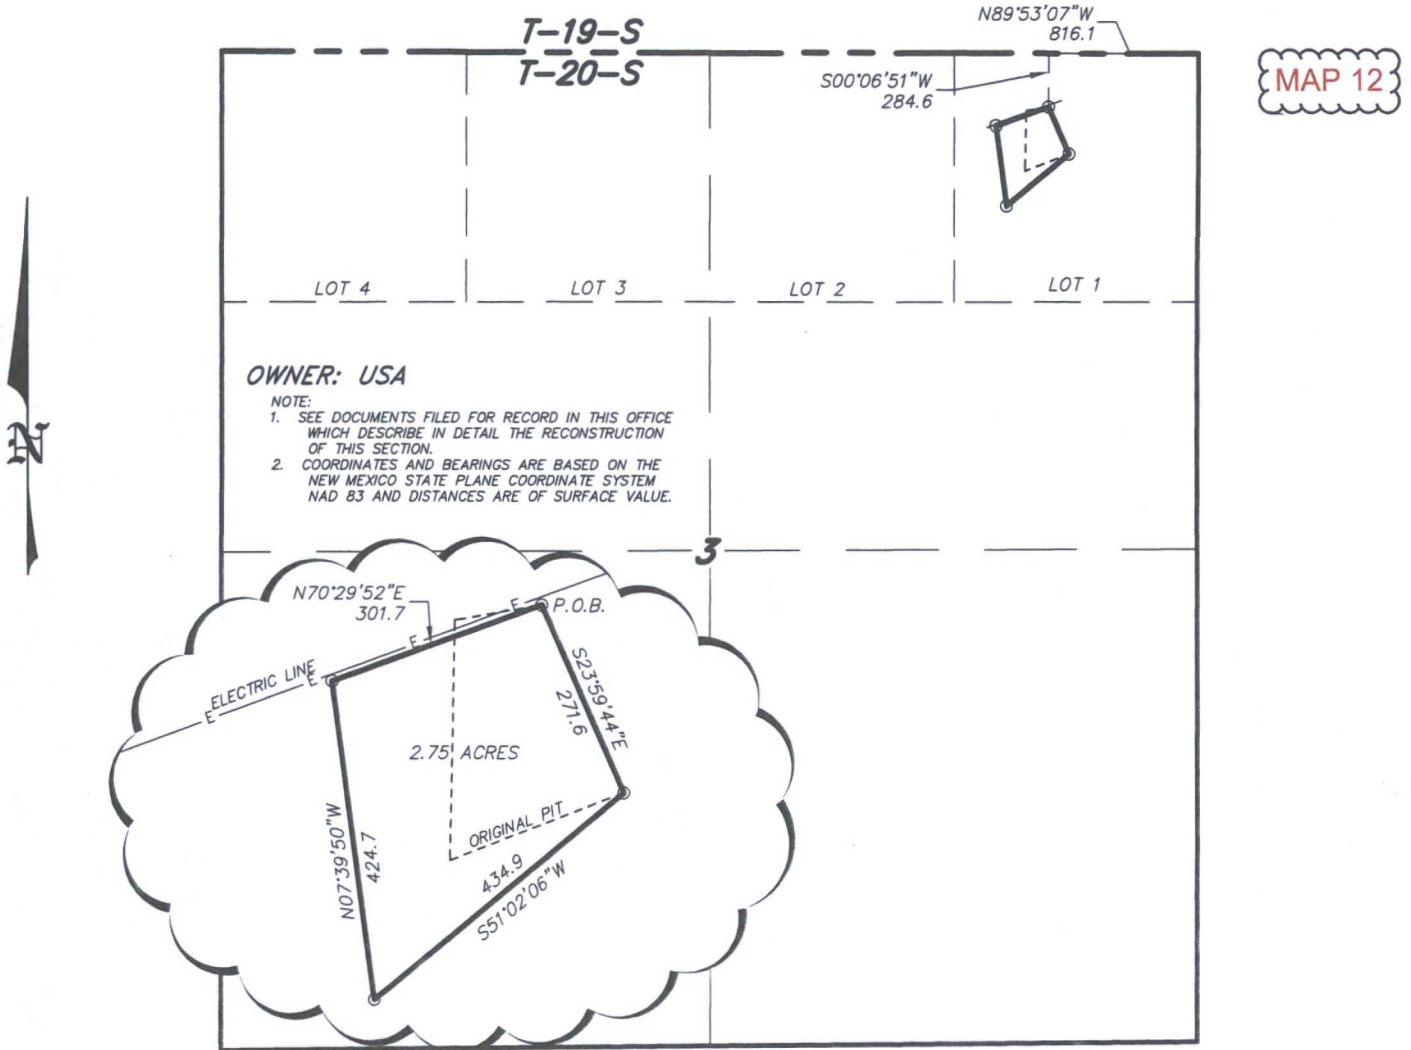 T-19-S
T-20-S
N89°53'07"W
816.1
MAP 12
S00°06'51"W
284.6
LOT 4
LOT 3
LOT 2
LOT 1
OWNER: USA
NOTE:
1. SEE DOCUMENTS FILED FOR RECORD IN THIS OFFICE
WHICH DESCRIBE IN DETAIL THE RECONSTRUCTION
OF THIS SECTION.
2. COORDINATES AND BEARINGS ARE BASED ON THE
NEW MEXICO STATE PLANE COORDINATE SYSTEM
NAD 83 AND DISTANCES ARE OF SURFACE VALUE.
N
3
N70°29'52"E
301.7
E
P.O.B.
E
ELECTRIC LINE
E
E
S23°59'44"E
271.6
2.75 ACRES
ORIGINAL PIT
N07°39'50"W
424.7
434.9
S51°02'06"W